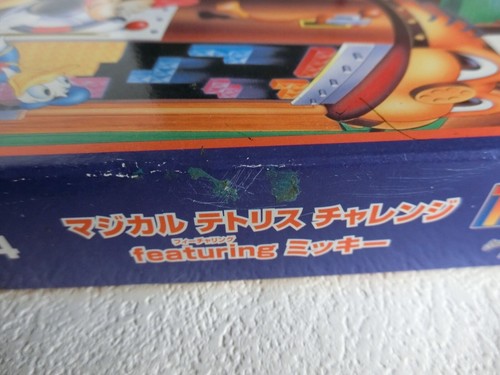 マジカル テトリス チャレンジ
フィーチャリング
featuring ミッキー